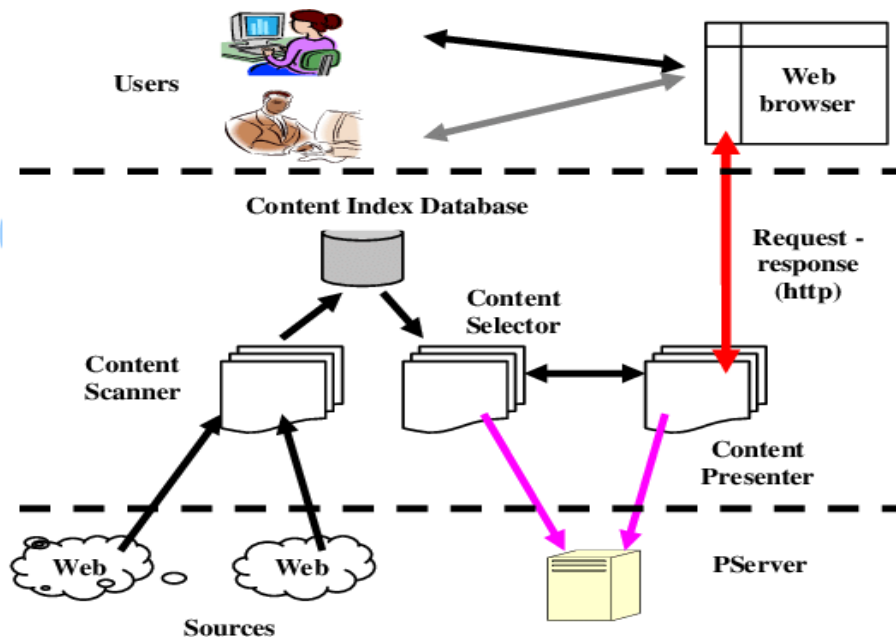 Users
Web
browser
Content Index Database
Request -
response
(http)
Content
Selector
Content
Scanner
Content
Presenter
Web
Web
PServer
Sources